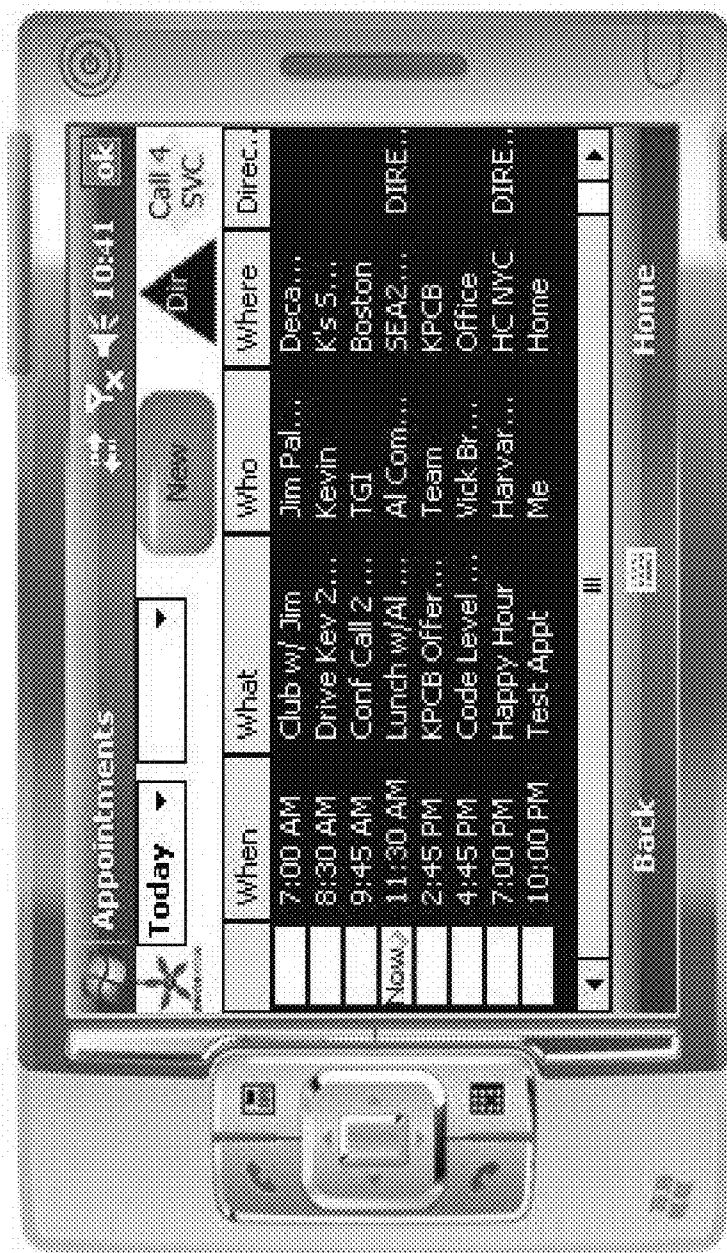 Appointments 10:41 ok
Today New Dir Call 4
SVC
When What Who Where Direc..
7:00 AM Club w/ Jim Jim Pal... Deca...
8:30 AM Drive Kev 2... Kevin K's S...
9:45 AM Conf Call 2 ... TGI Boston
Now> 11:30 AM Lunch w/Al ... Al Com... SEA2... DIRE...
2:45 PM KPCB Offer... Team KPCB
4:45 PM Code Level ... Vick Br... Office
7:00 PM Happy Hour Harvar... HC NYC DIRE...
10:00 PM Test Appt Me Home
Back Home